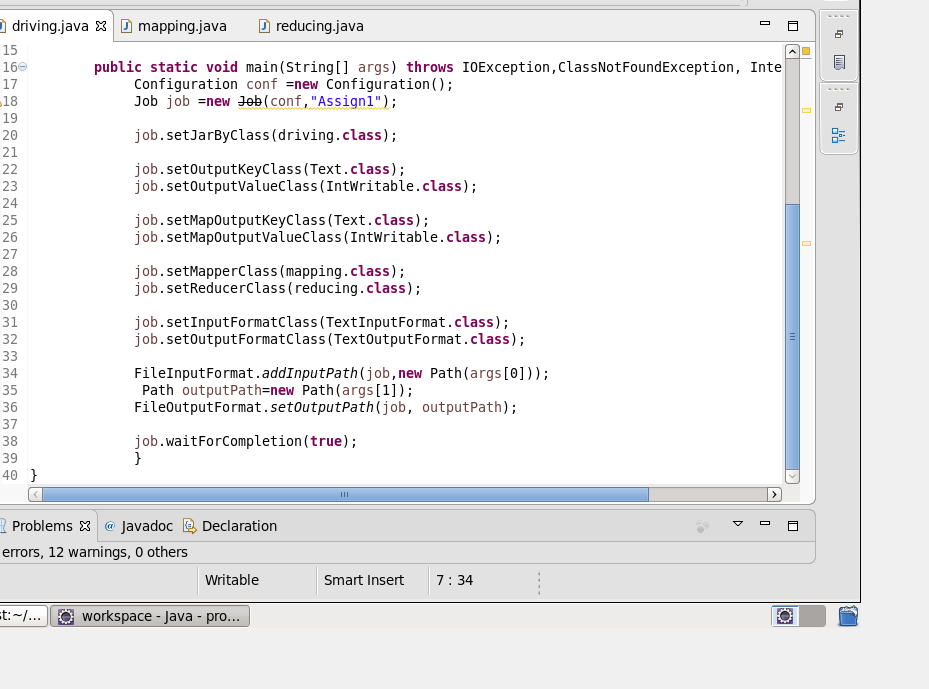 driving.java mapping.java reducing.java
15
16 public static void main(String[] args) throws IOException,ClassNotFoundException, Inte
17 Configuration conf =new Configuration();
18 Job job =new Job(conf,"Assign1");
19
20 job.setJarByClass(driving.class);
21
22 job.setOutputKeyClass(Text.class);
23 job.setOutputValueClass(IntWritable.class);
24
25 job.setMapOutputKeyClass(Text.class);
26 job.setMapOutputValueClass(IntWritable.class);
27
28 job.setMapperClass(mapping.class);
29 job.setReducerClass(reducing.class);
30
31 job.setInputFormatClass(TextInputFormat.class);
32 job.setOutputFormatClass(TextOutputFormat.class);
33
34 FileInputFormat.addInputPath(job,new Path(args[0]));
35 Path outputPath=new Path(args[1]);
36 FileOutputFormat.setOutputPath(job, outputPath);
37
38 job.waitForCompletion(true);
39 }
40 }
Problems @ Javadoc Declaration
errors, 12 warnings, 0 others
Writable Smart Insert 7 : 34
st:~/... workspace - Java - pro...